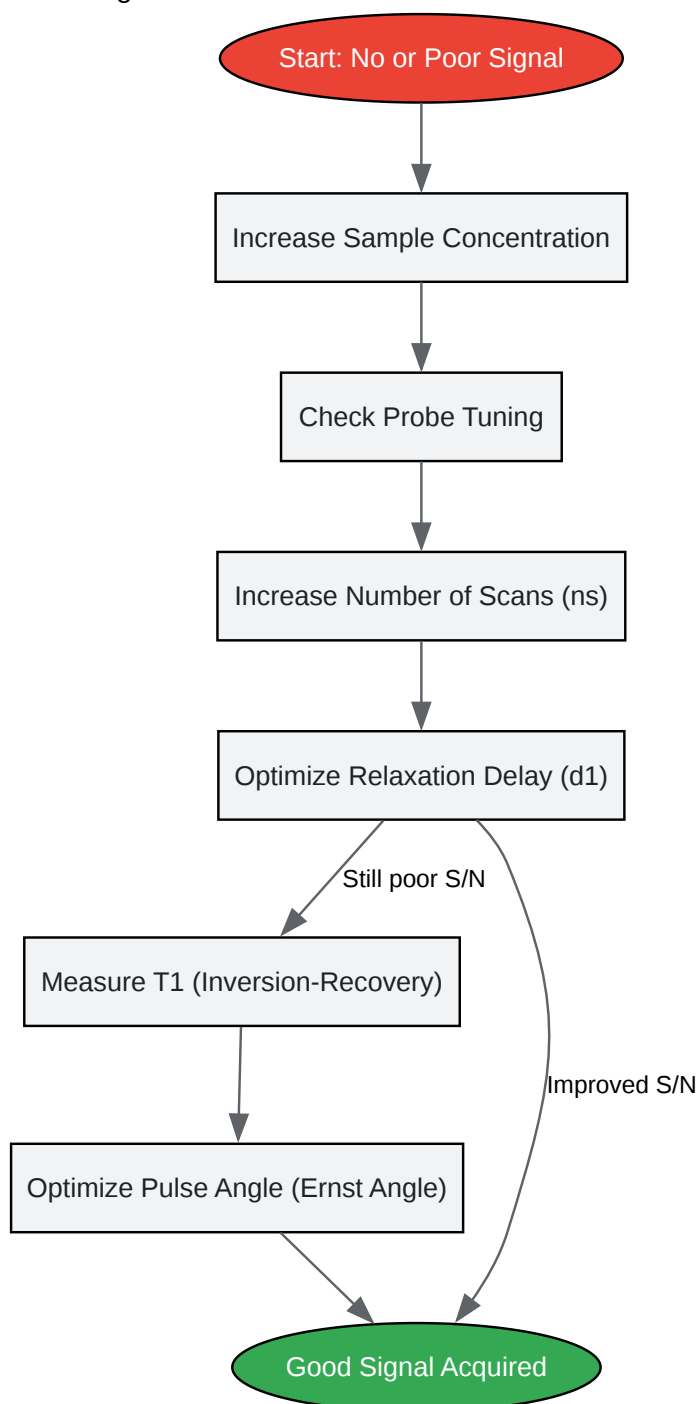 Start: No or Poor Signal
Increase Sample Concentration
Check Probe Tuning
Increase Number of Scans (ns)
Optimize Relaxation Delay (d1)
Still poor S/N
Measure T1 (Inversion-Recovery)
Improved S/N
Optimize Pulse Angle (Ernst Angle)
Good Signal Acquired